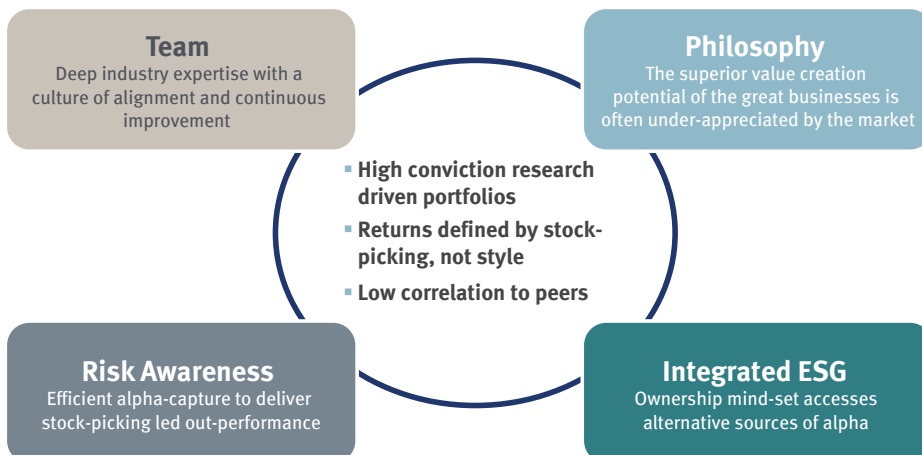 Team
Deep industry expertise with a
culture of alignment and continuous
improvement
Philosophy
The superior value creation
potential of the great businesses is
often under-appreciated by the market
▪ High conviction research
driven portfolios
▪ Returns defined by stock-
picking, not style
▪ Low correlation to peers
Risk Awareness
Efficient alpha-capture to deliver
stock-picking led out-performance
Integrated ESG
Ownership mind-set accesses
alternative sources of alpha